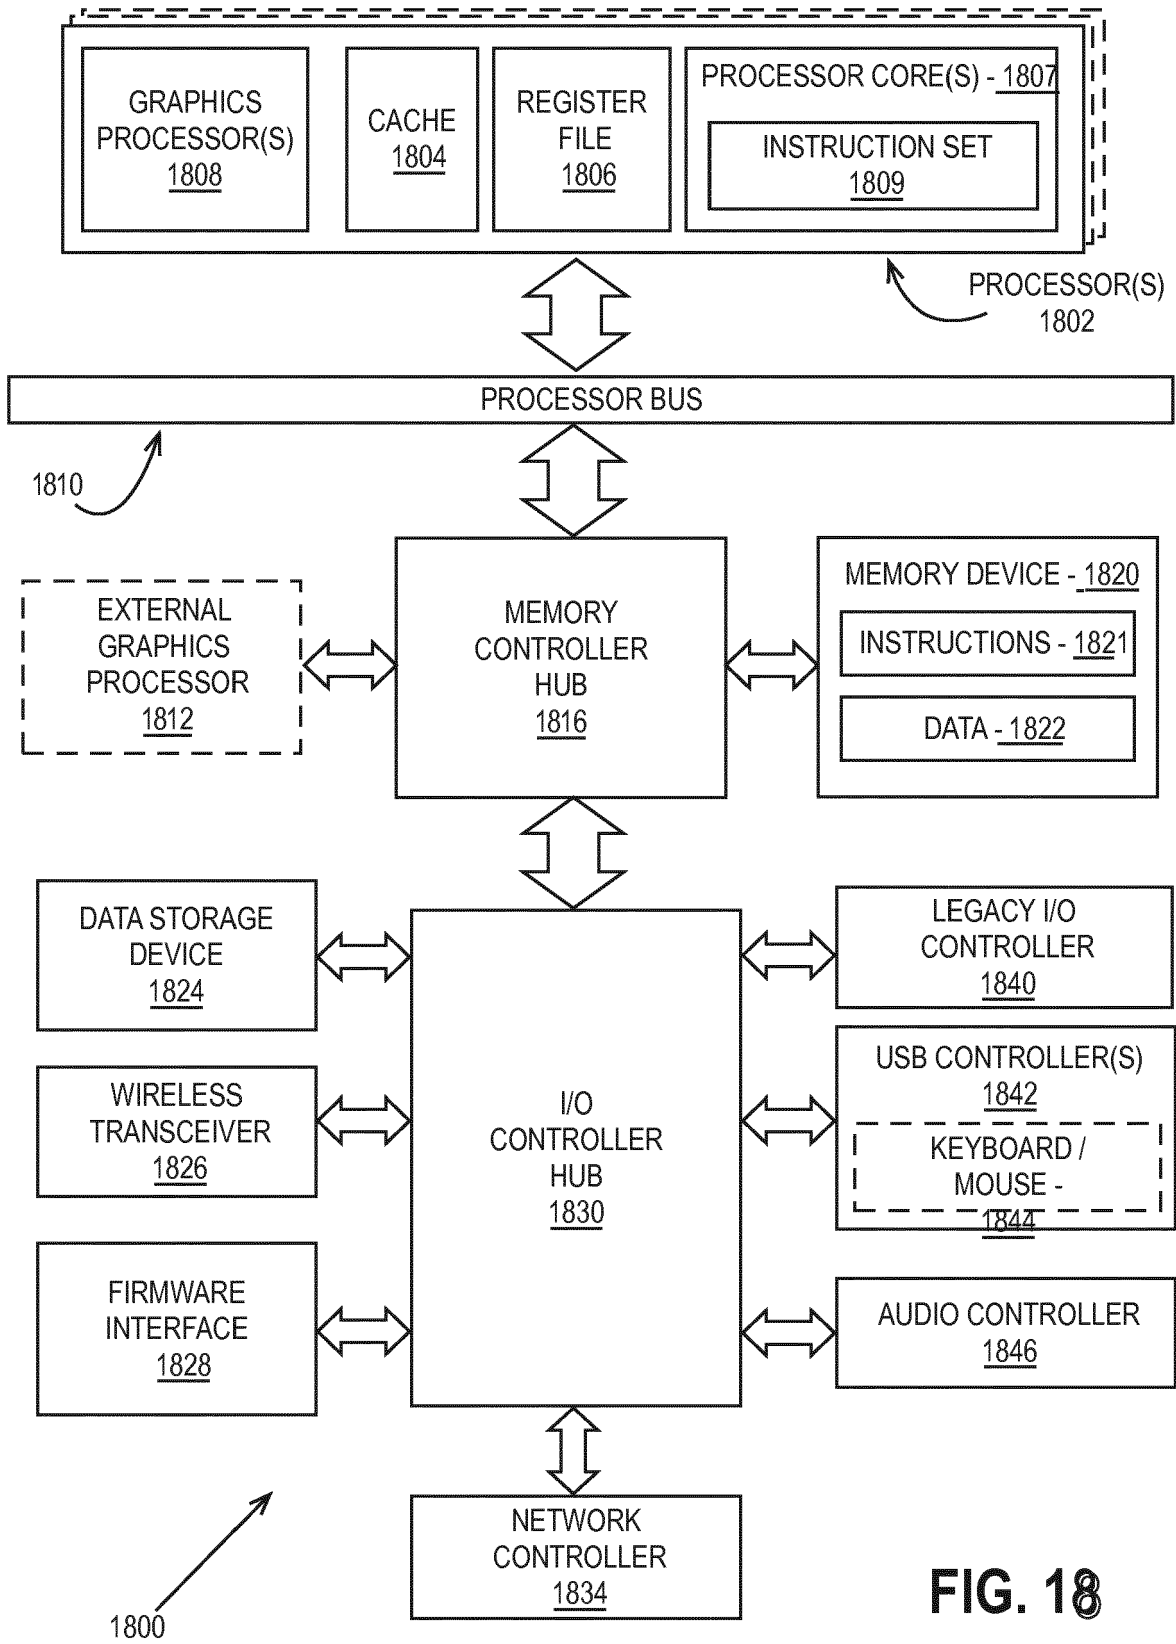 GRAPHICS
PROCESSOR(S)
1808
CACHE
1804
REGISTER
FILE
1806
PROCESSOR CORE(S) - 1807
INSTRUCTION SET
1809
PROCESSOR(S)
1802
PROCESSOR BUS
1810
EXTERNAL
GRAPHICS
PROCESSOR
1812
MEMORY
CONTROLLER
HUB
1816
MEMORY DEVICE - 1820
INSTRUCTIONS - 1821
DATA - 1822
DATA STORAGE
DEVICE
1824
WIRELESS
TRANSCEIVER
1826
FIRMWARE
INTERFACE
1828
I/O
CONTROLLER
HUB
1830
LEGACY I/O
CONTROLLER
1840
USB CONTROLLER(S)
1842
KEYBOARD /
MOUSE -
1844
AUDIO CONTROLLER
1846
NETWORK
CONTROLLER
1834
1800
FIG. 18